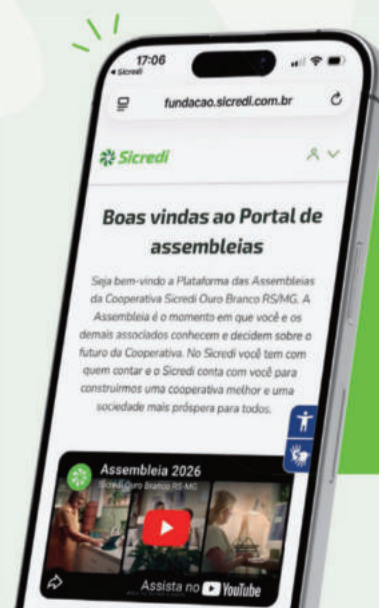 17:06
Sicredi
fundacao.sicredi.com.br
Sicredi
Boas vindas ao Portal de
assembleias
Seja bem-vindo a Plataforma das Assembleias
da Cooperativa Sicredi Ouro Branco RS/MG. A
Assembleia é o momento em que você e os
demais associados conhecem e decidem sobre o
futuro da Cooperativa. No Sicredi você tem com
quem contar e o Sicredi conta com você para
construirmos uma cooperativa melhor e uma
sociedade mais próspera para todos.
Assembleia 2026
Sicredi Ouro Branco RS-MG
Assista no YouTube